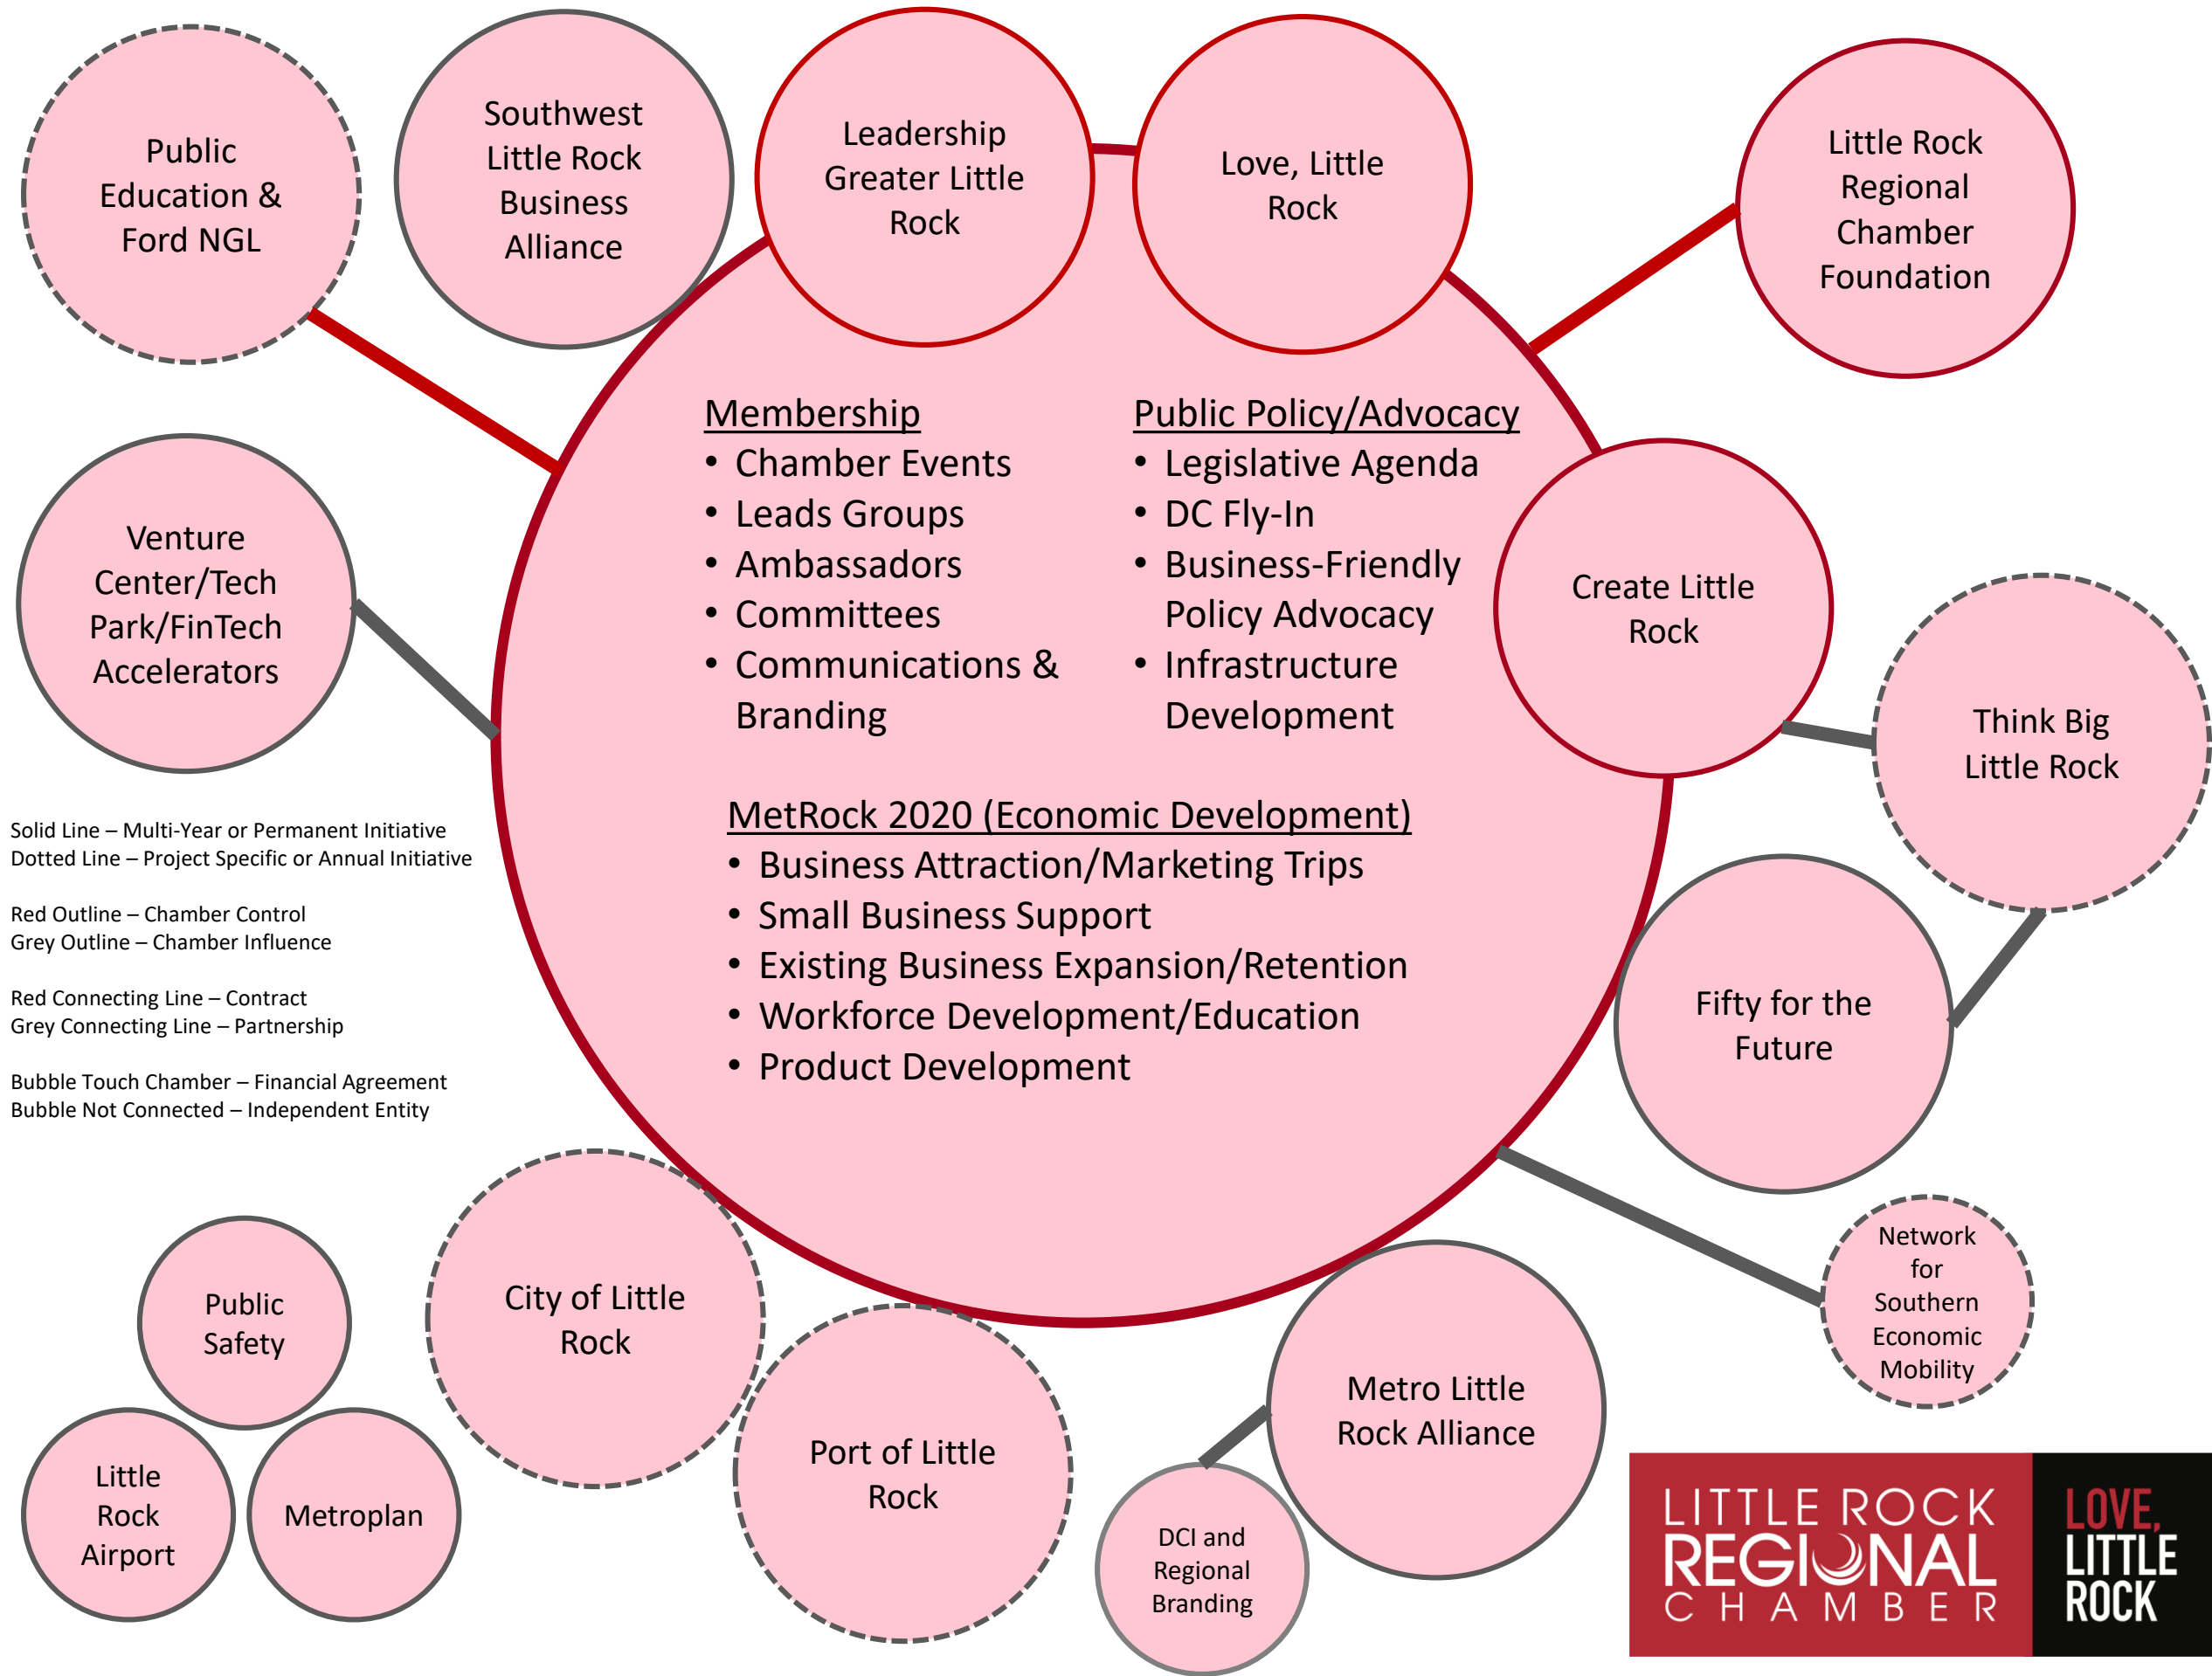 Public
Education &
Ford NGL
Southwest
Little Rock
Business
Alliance
Leadership
Greater Little
Rock
Love, Little
Rock
Little Rock
Regional
Chamber
Foundation
Venture
Center/Tech
Park/FinTech
Accelerators
Membership
• Chamber Events
• Leads Groups
• Ambassadors
• Committees
• Communications &
Branding
Public Policy/Advocacy
• Legislative Agenda
• DC Fly-In
• Business-Friendly
Policy Advocacy
• Infrastructure
Development
Create Little
Rock
Think Big
Little Rock
MetRock 2020 (Economic Development)
• Business Attraction/Marketing Trips
• Small Business Support
• Existing Business Expansion/Retention
• Workforce Development/Education
• Product Development
Solid Line – Multi-Year or Permanent Initiative
Dotted Line – Project Specific or Annual Initiative
Red Outline – Chamber Control
Grey Outline – Chamber Influence
Red Connecting Line – Contract
Grey Connecting Line – Partnership
Bubble Touch Chamber – Financial Agreement
Bubble Not Connected – Independent Entity
Fifty for the
Future
Network
for
Southern
Economic
Mobility
Public
Safety
Little
Rock
Airport
Metroplan
City of Little
Rock
Port of Little
Rock
Metro Little
Rock Alliance
DCI and
Regional
Branding
LITTLE ROCK
REGIONAL
CHAMBER
LOVE,
LITTLE
ROCK